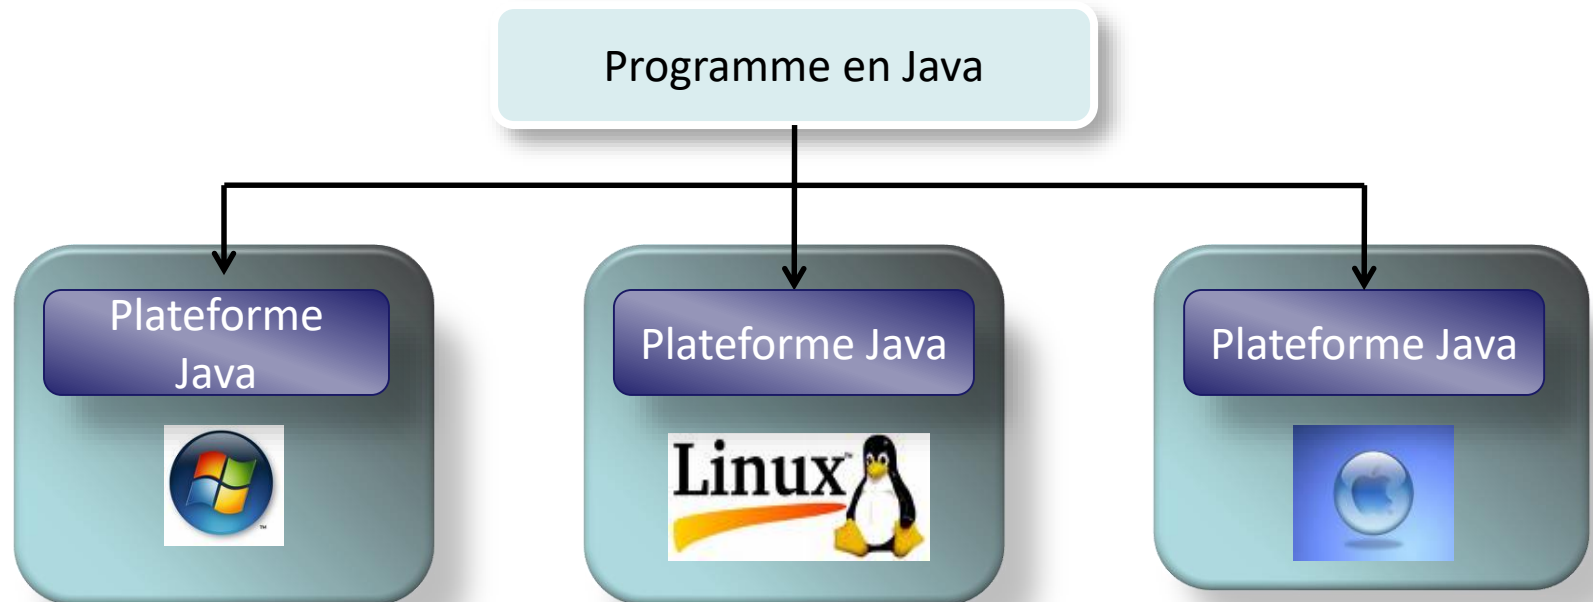 Programme en Java
Plateforme
Java
Plateforme Java
Plateforme Java
Linux